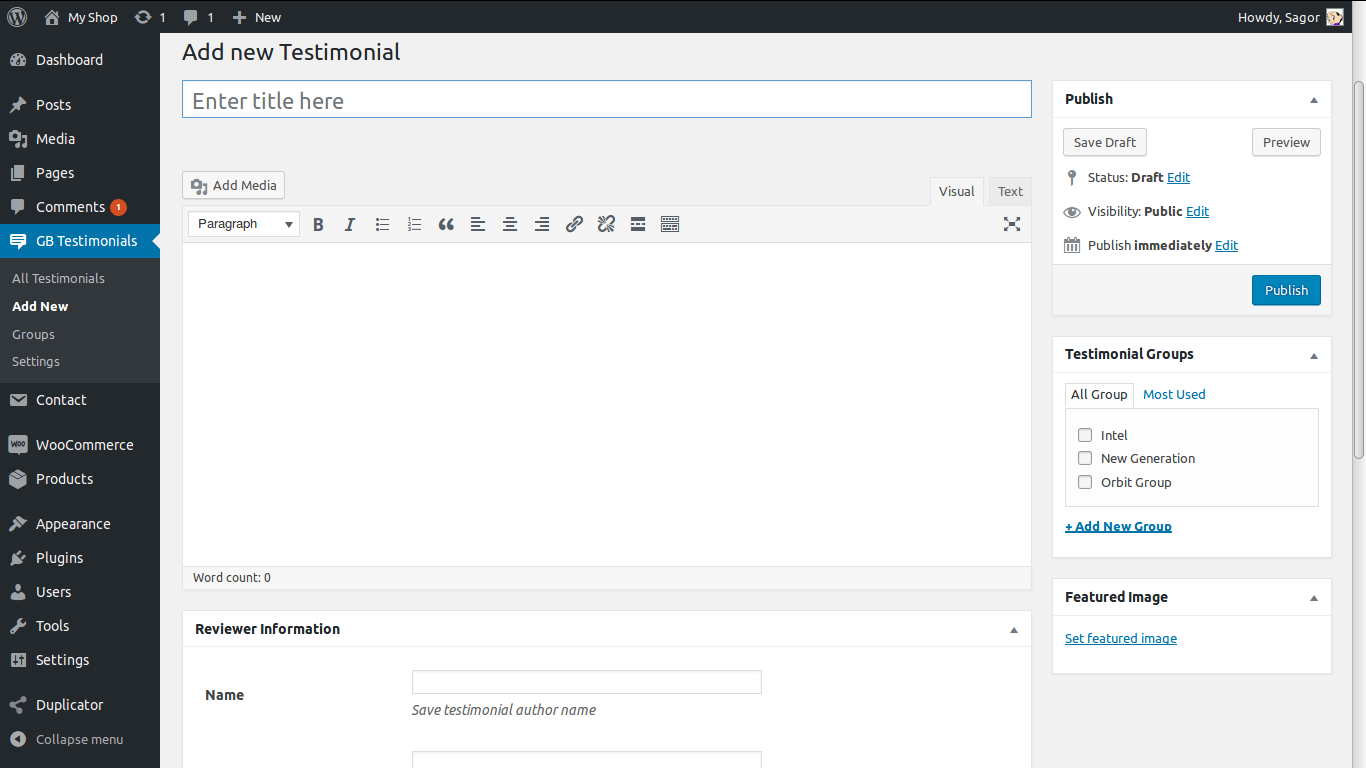 My Shop 1 1 New Howdy, Sagor
Dashboard
Posts
Media
Pages
Comments 1
GB Testimonials
All Testimonials
Add New
Groups
Settings
Contact
WOO WooCommerce
Products
Appearance
Plugins
Users
Tools
Settings
Duplicator
Collapse menu
Add new Testimonial
Enter title here
Add Media
Visual Text
Paragraph
Word count: 0
Reviewer Information
Name
Save testimonial author name
Publish
Save Draft Preview
Status: Draft Edit
Visibility: Public Edit
Publish immediately Edit
Publish
Testimonial Groups
All Group Most Used
Intel
New Generation
Orbit Group
+ Add New Group
Featured Image
Set featured image